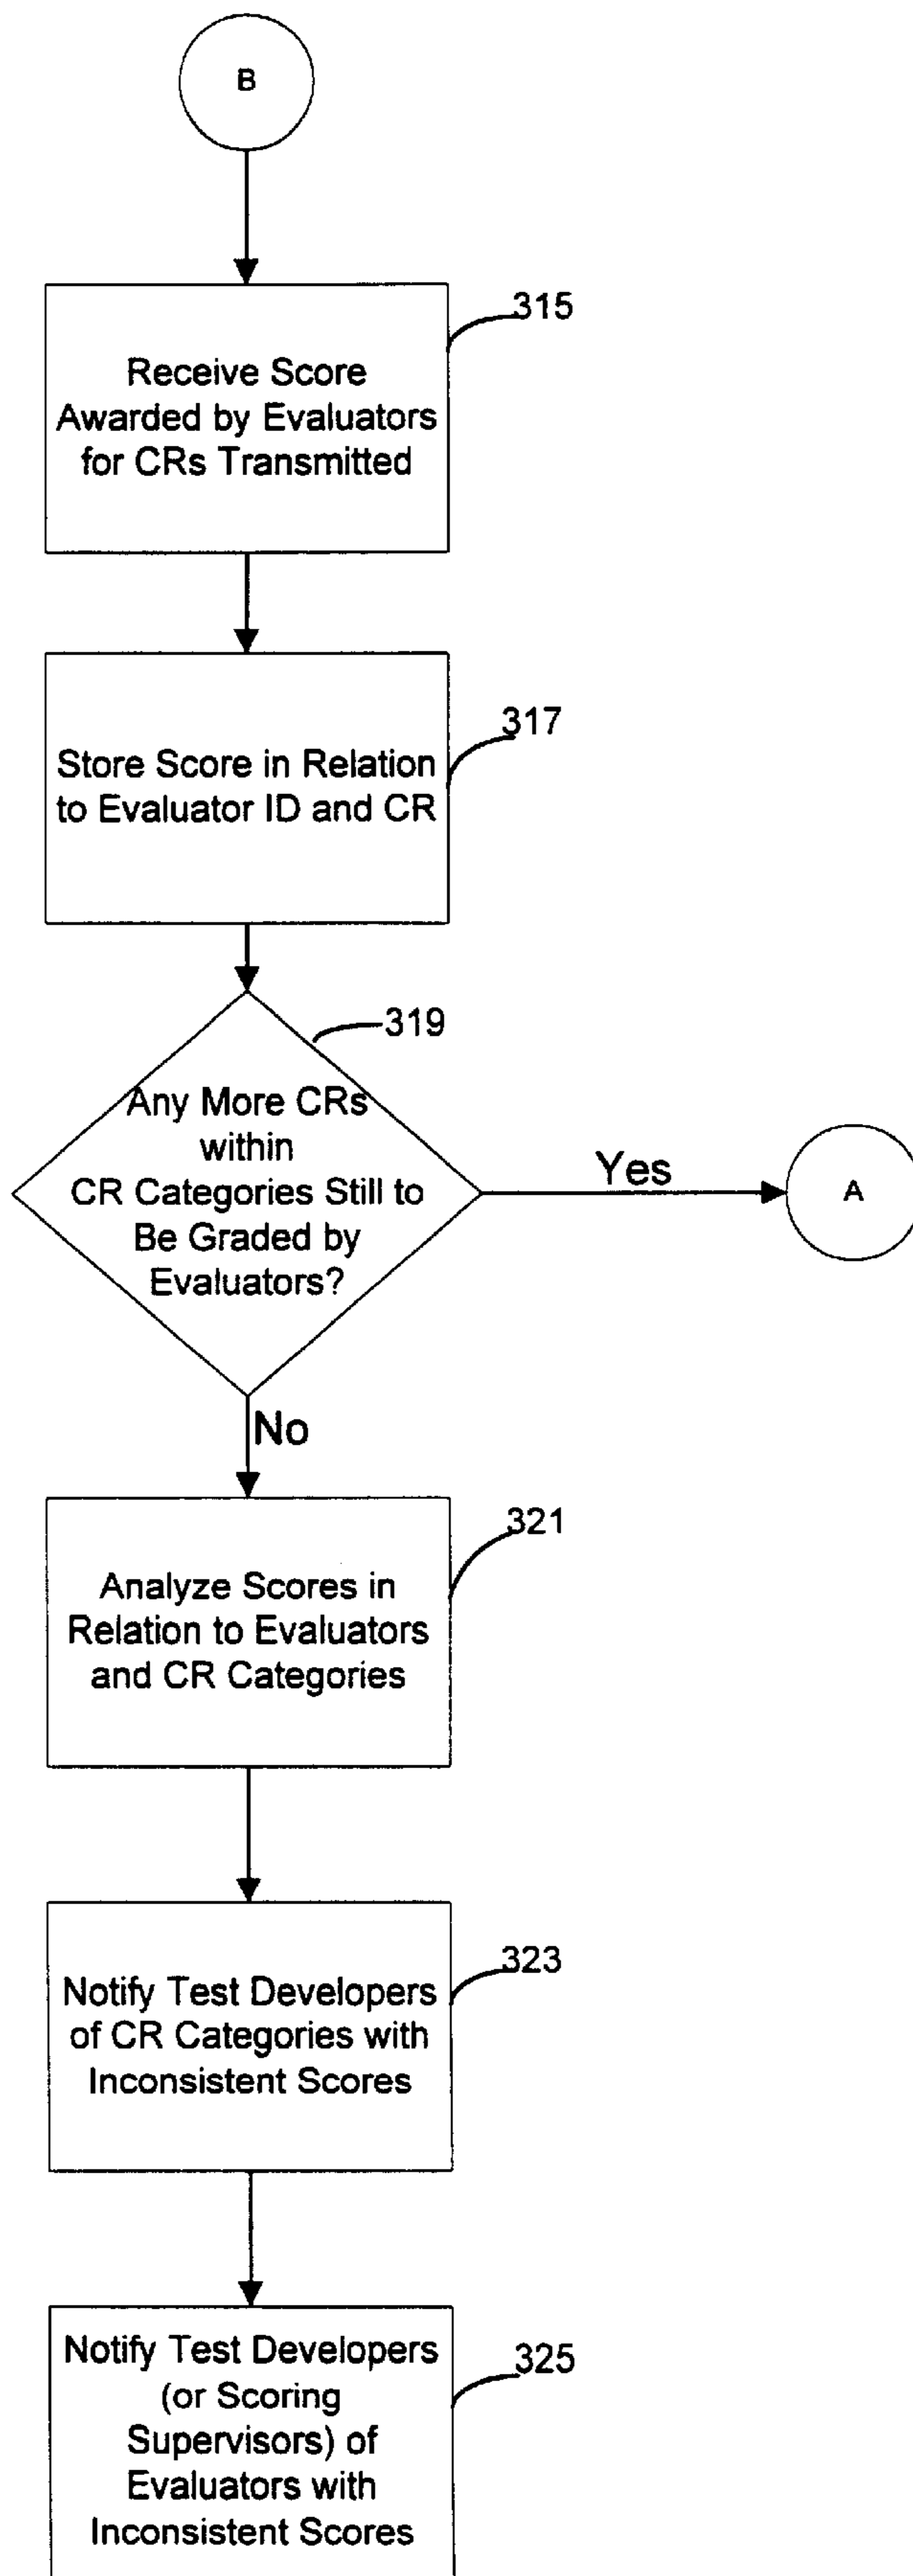 B
315
Receive Score
Awarded by Evaluators
for CRs Transmitted
317
Store Score in Relation
to Evaluator ID and CR
319
Any More CRs
within
CR Categories Still to
Be Graded by
Evaluators?
Yes
A
No
321
Analyze Scores in
Relation to Evaluators
and CR Categories
323
Notify Test Developers
of CR Categories with
Inconsistent Scores
325
Notify Test Developers
(or Scoring
Supervisors) of
Evaluators with
Inconsistent Scores